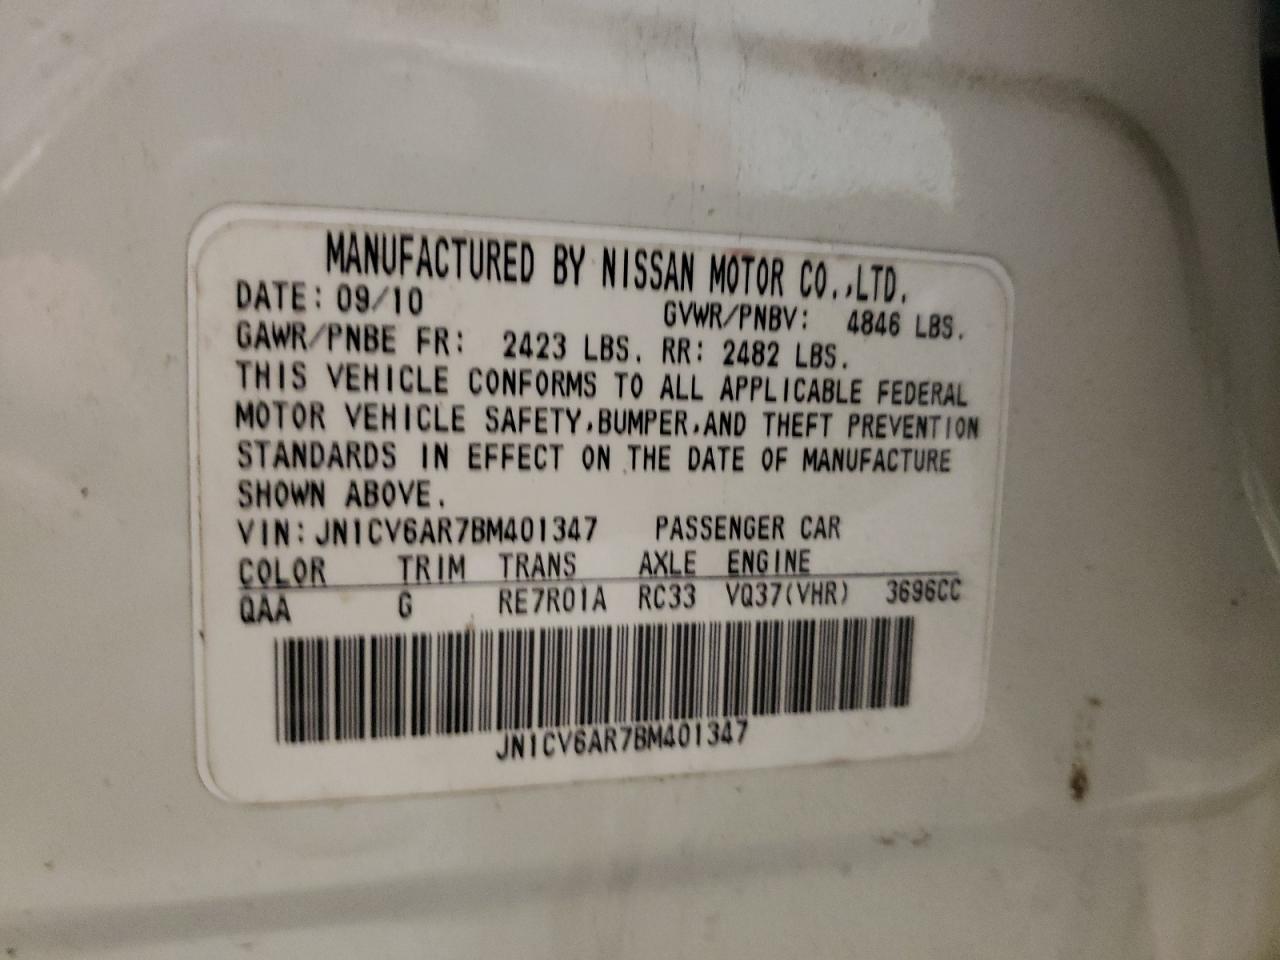 MANUFACTURED BY NISSAN MOTOR CO.,LTD.
DATE: 09/10 GVWR/PNBV: 4846 LBS.
GAWR/PNBE FR: 2423 LBS. RR: 2482 LBS.
THIS VEHICLE CONFORMS TO ALL APPLICABLE FEDERAL
MOTOR VEHICLE SAFETY,BUMPER,AND THEFT PREVENTION
STANDARDS IN EFFECT ON THE DATE OF MANUFACTURE
SHOWN ABOVE.
VIN: JN1CV6AR7BM401347 PASSENGER CAR
COLOR TRIM TRANS AXLE ENGINE
QAA G RE7R01A RC33 VQ37(VHR) 3696CC
JN1CV6AR7BM401347